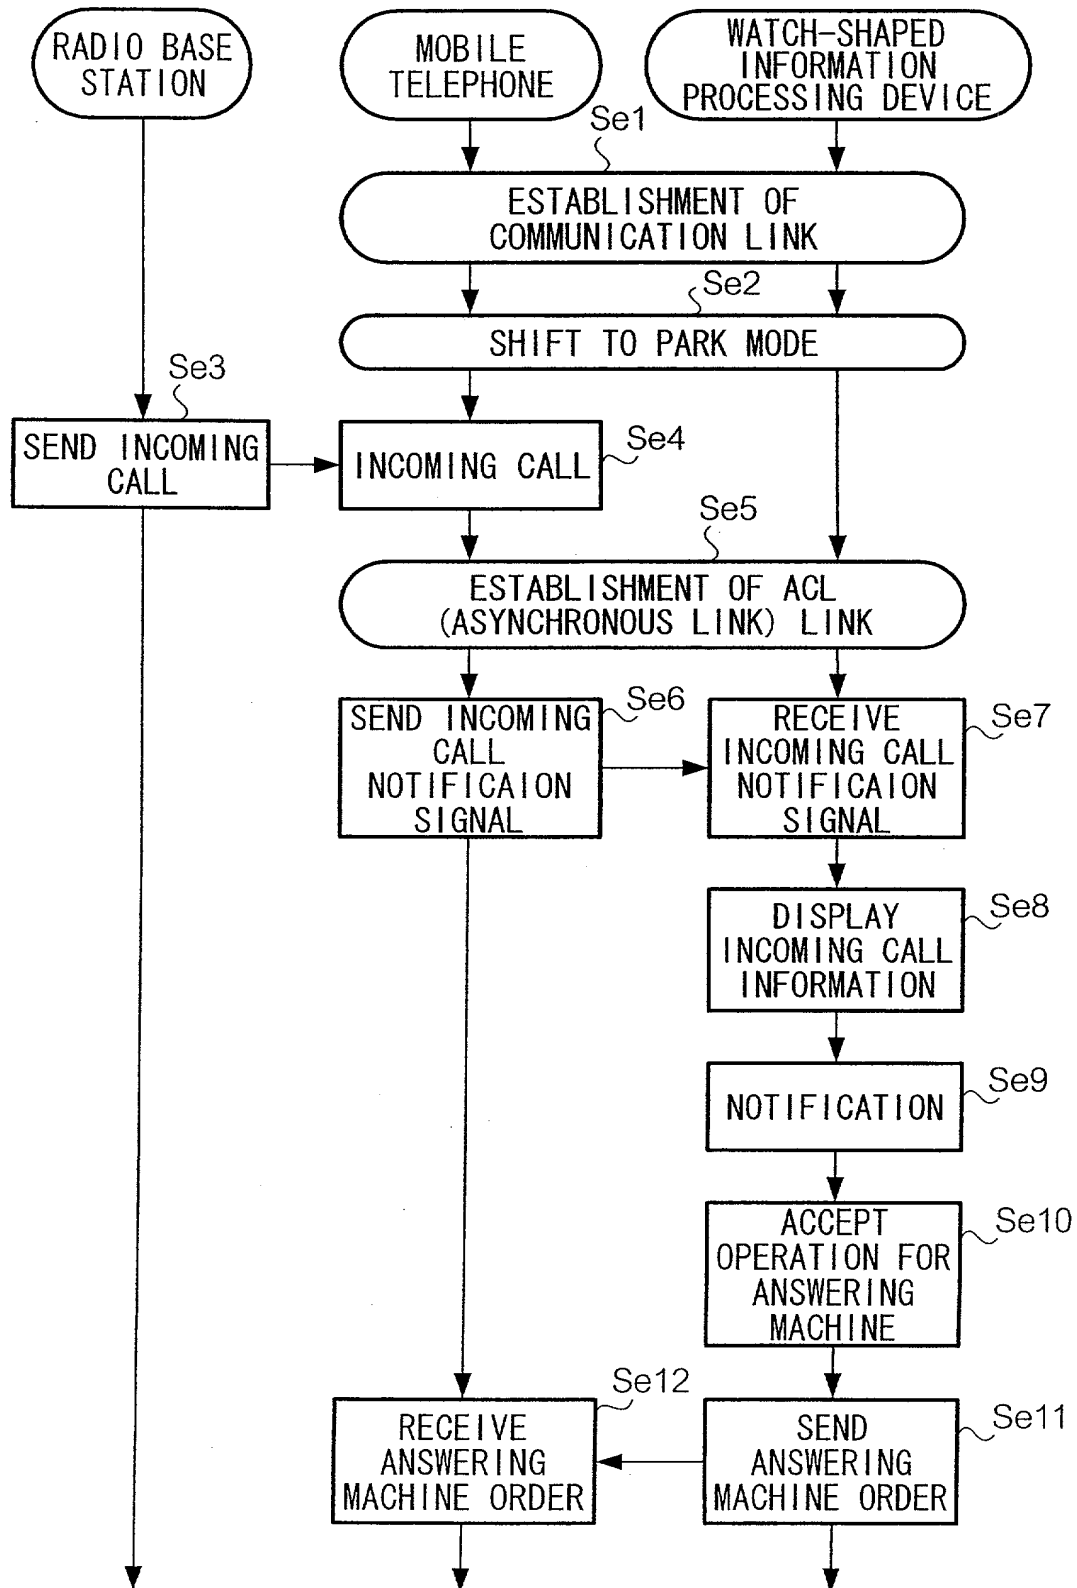 RADIO BASE
STATION
MOBILE
TELEPHONE
WATCH-SHAPED
INFORMATION
PROCESSING DEVICE
Se1
ESTABLISHMENT OF
COMMUNICATION LINK
Se2
SHIFT TO PARK MODE
Se3
SEND INCOMING
CALL
INCOMING CALL
Se4
Se5
ESTABLISHMENT OF ACL
(ASYNCHRONOUS LINK) LINK
SEND INCOMING
CALL
NOTIFICAION
SIGNAL
Se6
RECEIVE
INCOMING CALL
NOTIFICAION
SIGNAL
Se7
DISPLAY
INCOMING CALL
INFORMATION
Se8
NOTIFICATION
Se9
ACCEPT
OPERATION FOR
ANSWERING
MACHINE
Se10
RECEIVE
ANSWERING
MACHINE ORDER
Se12
SEND
ANSWERING
MACHINE ORDER
Se11